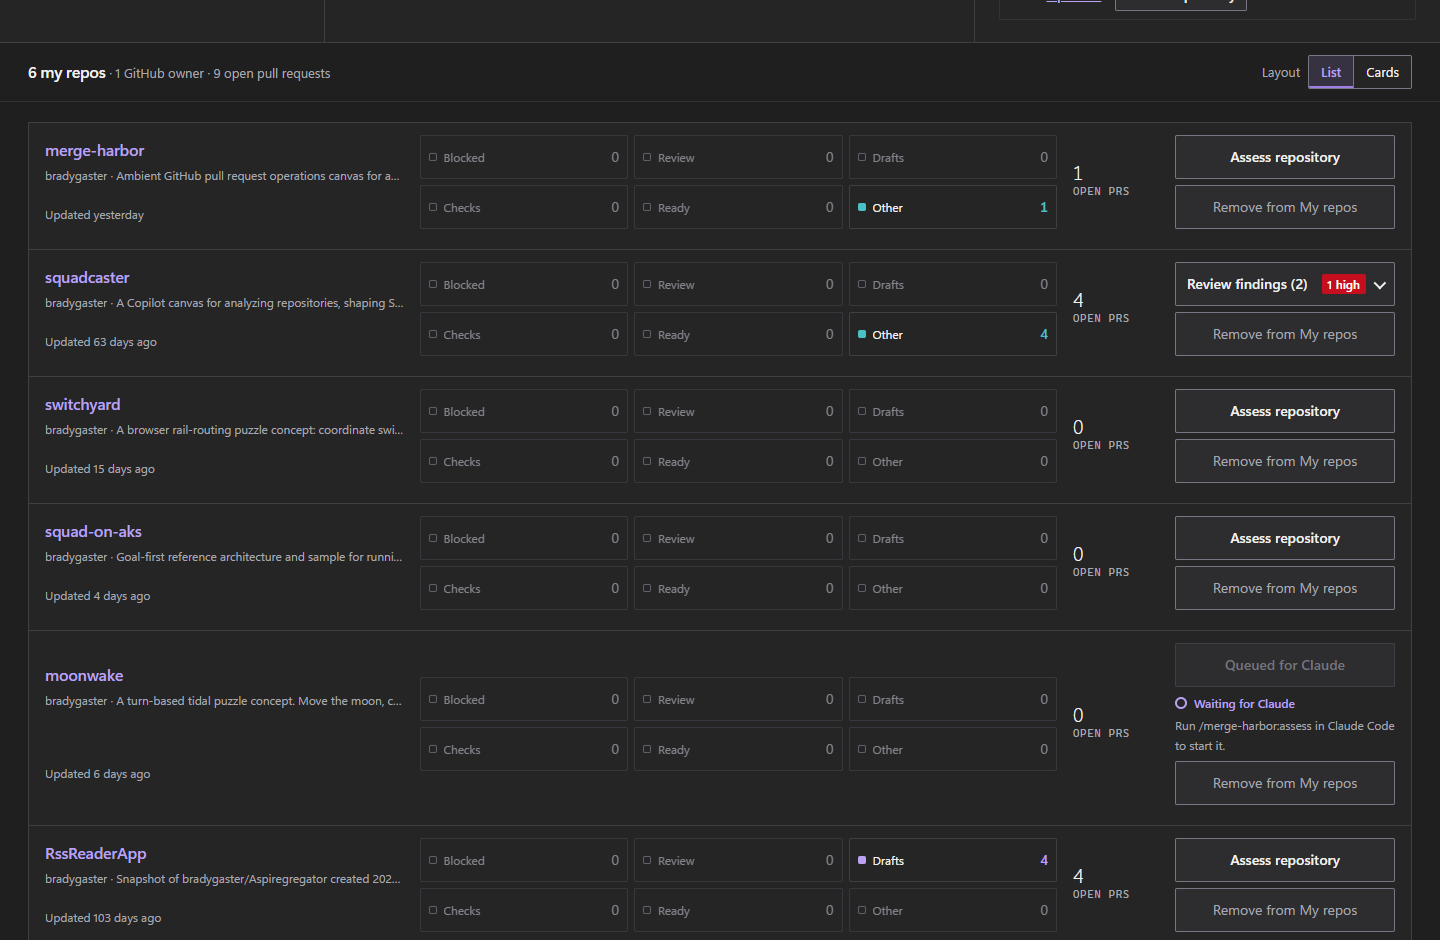 6 my repos · 1 GitHub owner · 9 open pull requests
Layout
List
Cards
merge-harbor
bradygaster · Ambient GitHub pull request operations canvas for a...
Updated yesterday
Blocked 0
Review 0
Drafts 0
Checks 0
Ready 0
Other 1
1
OPEN PRS
Assess repository
Remove from My repos
squadcaster
bradygaster · A Copilot canvas for analyzing repositories, shaping S...
Updated 63 days ago
Blocked 0
Review 0
Drafts 0
Checks 0
Ready 0
Other 4
4
OPEN PRS
Review findings (2) 1 high
Remove from My repos
switchyard
bradygaster · A browser rail-routing puzzle concept: coordinate swi...
Updated 15 days ago
Blocked 0
Review 0
Drafts 0
Checks 0
Ready 0
Other 0
0
OPEN PRS
Assess repository
Remove from My repos
squad-on-aks
bradygaster · Goal-first reference architecture and sample for runni...
Updated 4 days ago
Blocked 0
Review 0
Drafts 0
Checks 0
Ready 0
Other 0
0
OPEN PRS
Assess repository
Remove from My repos
moonwake
bradygaster · A turn-based tidal puzzle concept. Move the moon, c...
Updated 6 days ago
Blocked 0
Review 0
Drafts 0
Checks 0
Ready 0
Other 0
0
OPEN PRS
Queued for Claude
Waiting for Claude
Run /merge-harbor:assess in Claude Code
to start it.
Remove from My repos
RssReaderApp
bradygaster · Snapshot of bradygaster/Aspiregregator created 202...
Updated 103 days ago
Blocked 0
Review 0
Drafts 4
Checks 0
Ready 0
Other 0
4
OPEN PRS
Assess repository
Remove from My repos